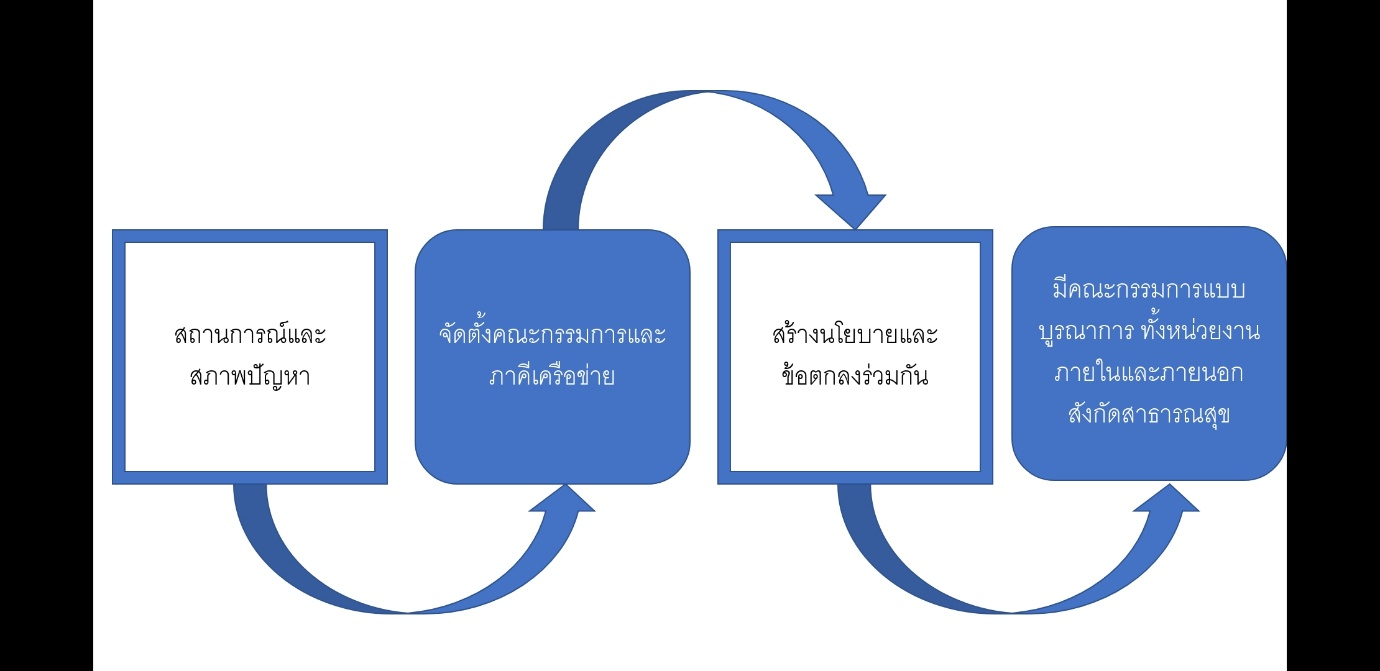 สถานการณ์และ
สภาพปัญหา
จัดตั้งคณะกรรมการและ
ภาคีเครือข่าย
สร้างนโยบายและ
ข้อตกลงร่วมกัน
มีคณะกรรมการแบบ
บูรณาการ ทั้งหน่วยงาน
ภายในและภายนอก
สังกัดสาธารณสุข